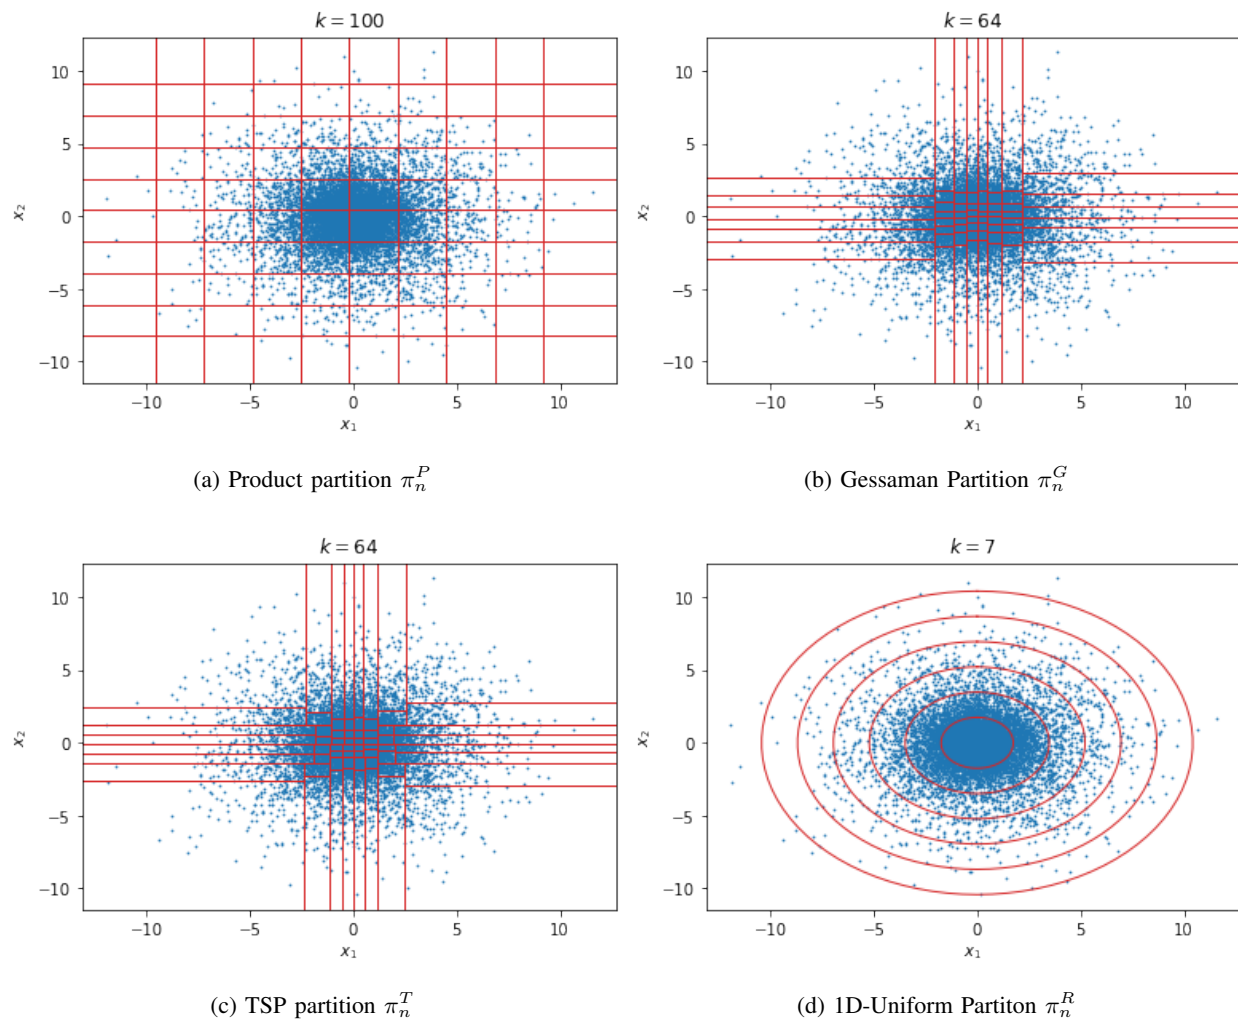 k = 100
10
5
0
−5
−10
x₂
−10
−5
0
5
10
x₁
(a) Product partition π_n^P
k = 64
10
5
0
−5
−10
x₂
−10
−5
0
5
10
x₁
(b) Gessaman Partition π_n^G
k = 64
10
5
0
−5
−10
x₂
−10
−5
0
5
10
x₁
(c) TSP partition π_n^T
k = 7
10
5
0
−5
−10
x₂
−10
−5
0
5
10
x₁
(d) 1D-Uniform Partiton π_n^R